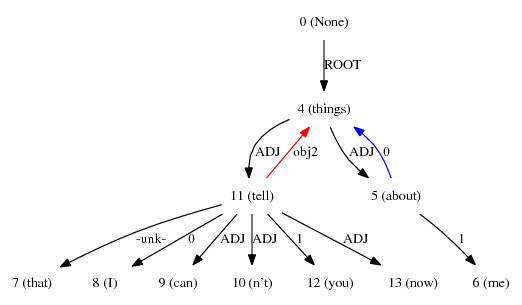 0 (None)
ROOT
4 (things)
ADJ obj2 ADJ 0
11 (tell) 5 (about)
-unk- 0 ADJ ADJ 1 ADJ 1
7 (that) 8 (I) 9 (can) 10 (n't) 12 (you) 13 (now) 6 (me)